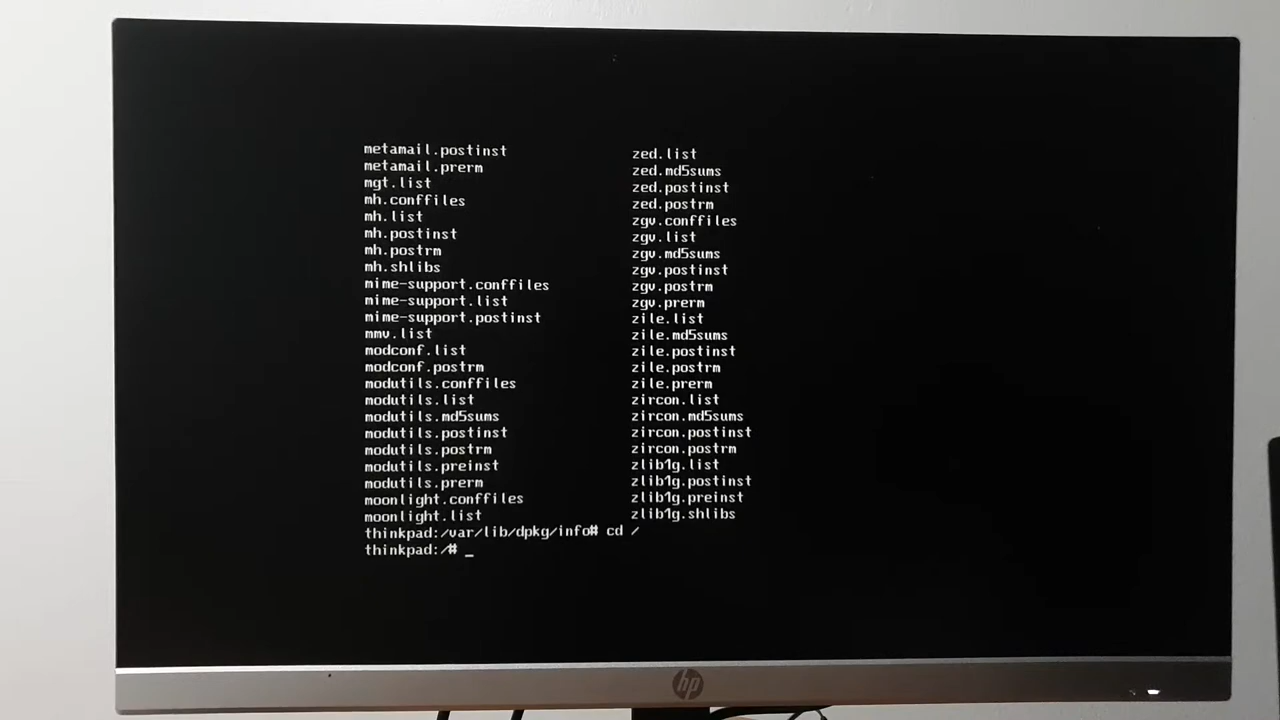 metamail.postinst zed.list
metamail.prerm zed.md5sums
mgt.list zed.postinst
mh.conffiles zed.postrm
mh.list zgv.conffiles
mh.postinst zgv.list
mh.postrm zgv.md5sums
mh.shlibs zgv.postinst
mime-support.conffiles zgv.postrm
mime-support.list zgv.prerm
mime-support.postinst zile.list
mmv.list zile.md5sums
modconf.list zile.postinst
modconf.postrm zile.postrm
modutils.conffiles zile.prerm
modutils.list zircon.list
modutils.md5sums zircon.md5sums
modutils.postinst zircon.postinst
modutils.postrm zircon.postrm
modutils.preinst zlib1g.list
modutils.prerm zlib1g.postinst
moonlight.conffiles zlib1g.preinst
moonlight.list zlib1g.shlibs
thinkpad:/var/lib/dpkg/info# cd /
thinkpad:/# _
hp